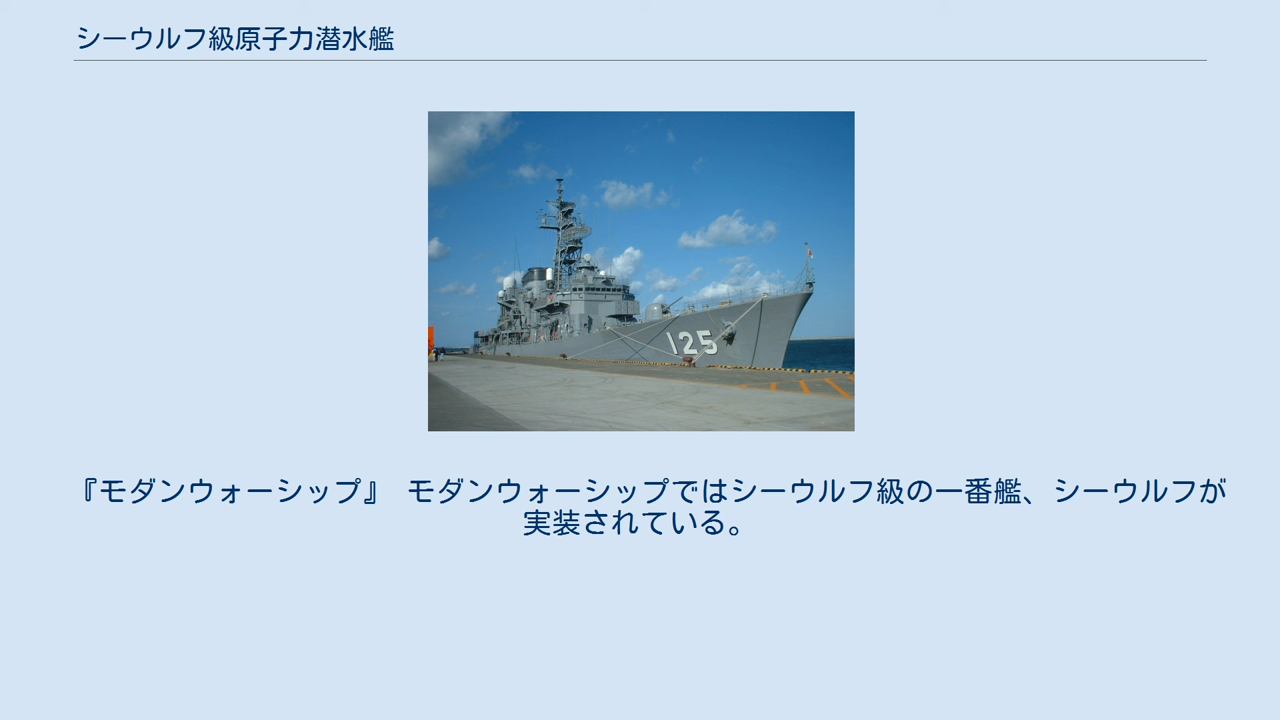 シーウルフ級原子力潜水艦
125
『モダンウォーシップ』 モダンウォーシップではシーウルフ級の一番艦、シーウルフが
実装されている。